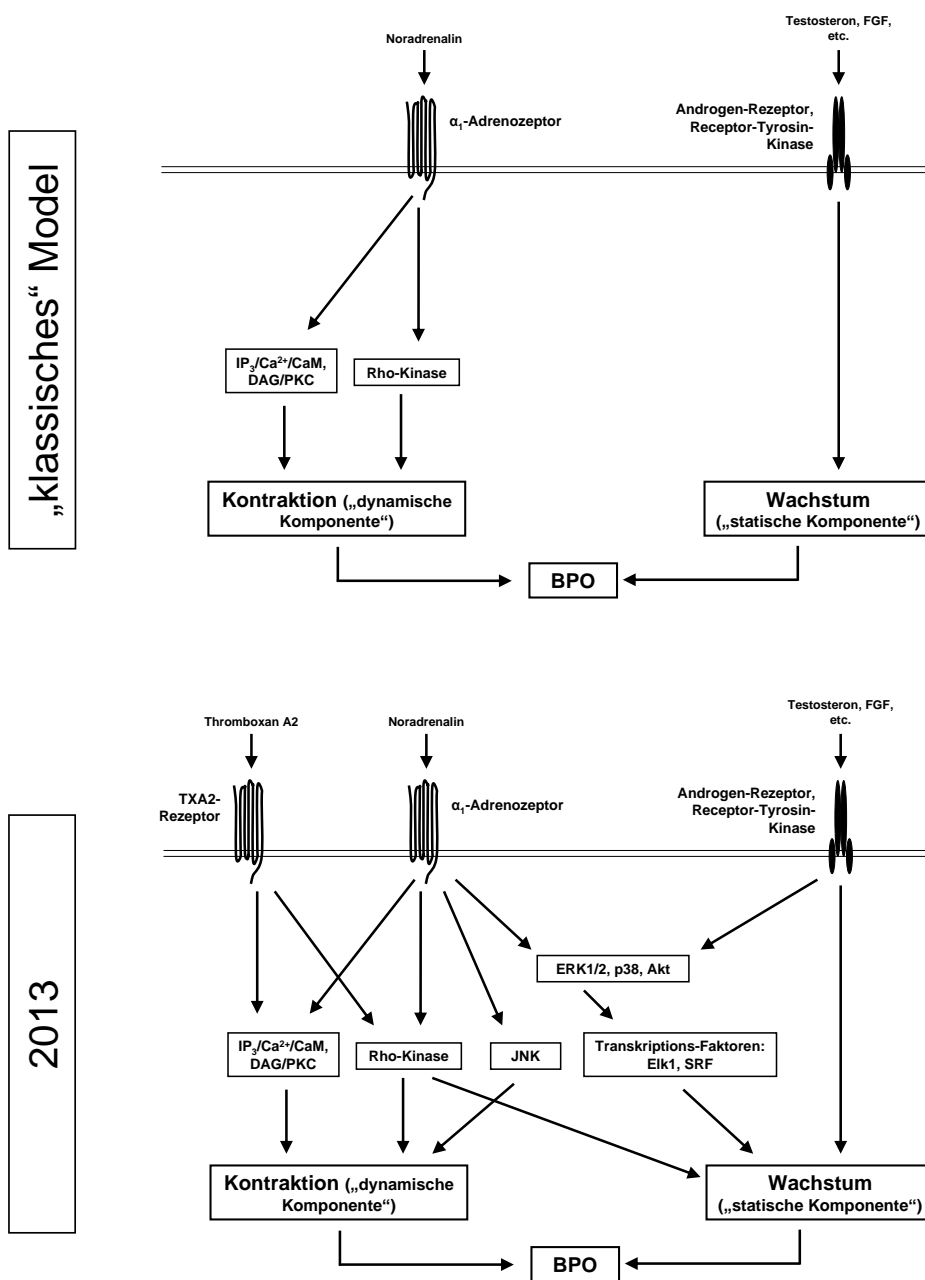 „klassisches“ Model
Noradrenalin
Testosteron, FGF,
etc.
α₁-Adrenozeptor
Androgen-Rezeptor,
Receptor-Tyrosin-
Kinase
IP₃/Ca²⁺/CaM,
DAG/PKC
Rho-Kinase
Kontraktion („dynamische
Komponente“)
Wachstum
(„statische Komponente“)
BPO
2013
Thromboxan A2
Noradrenalin
Testosteron, FGF,
etc.
TXA2-
Rezeptor
α₁-Adrenozeptor
Androgen-Rezeptor,
Receptor-Tyrosin-
Kinase
ERK1/2, p38, Akt
IP₃/Ca²⁺/CaM,
DAG/PKC
Rho-Kinase
JNK
Transkriptions-Faktoren:
Elk1, SRF
Kontraktion („dynamische
Komponente“)
Wachstum
(„statische Komponente“)
BPO